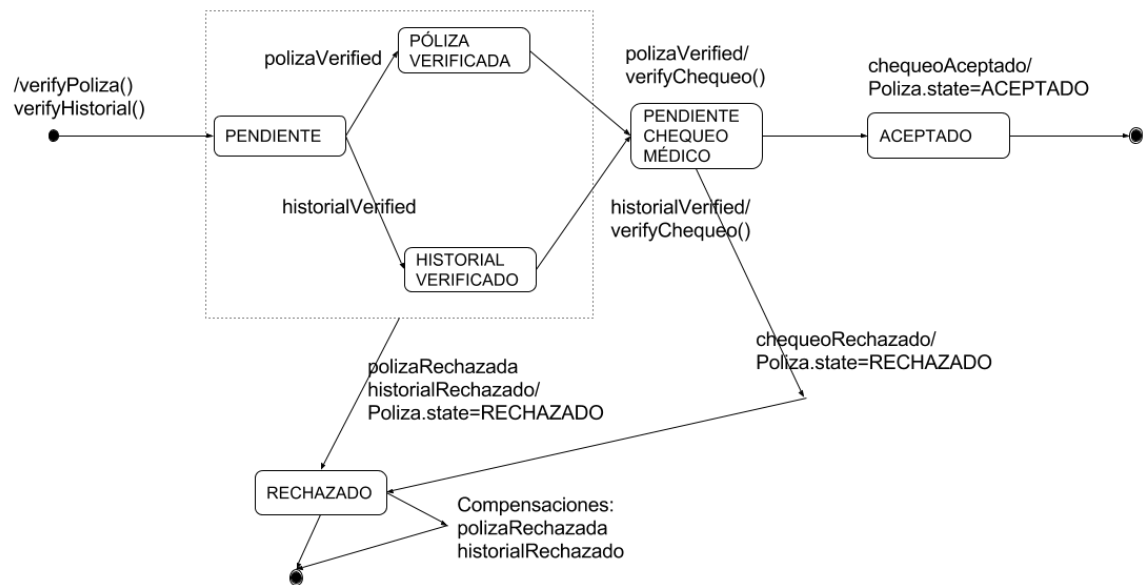 /verifyPoliza()
verifyHistorial()
PENDIENTE
polizaVerified
PÓLIZA
VERIFICADA
historialVerified
HISTORIAL
VERIFICADO
polizaVerified/
verifyChequeo()
PENDIENTE
CHEQUEO
MÉDICO
historialVerified/
verifyChequeo()
chequeoAceptado/
Poliza.state=ACEPTADO
ACEPTADO
polizaRechazada
historialRechazado/
Poliza.state=RECHAZADO
chequeoRechazado/
Poliza.state=RECHAZADO
RECHAZADO
Compensaciones:
polizaRechazada
historialRechazado